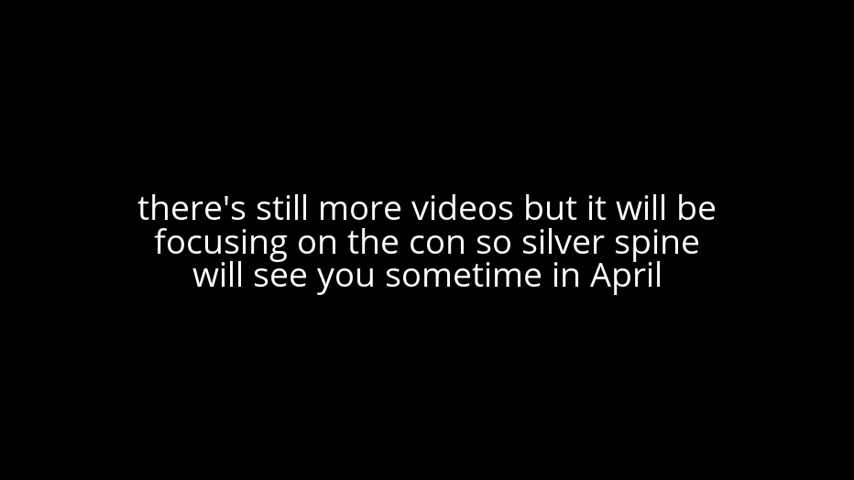 there's still more videos but it will be
focusing on the con so silver spine
will see you sometime in April